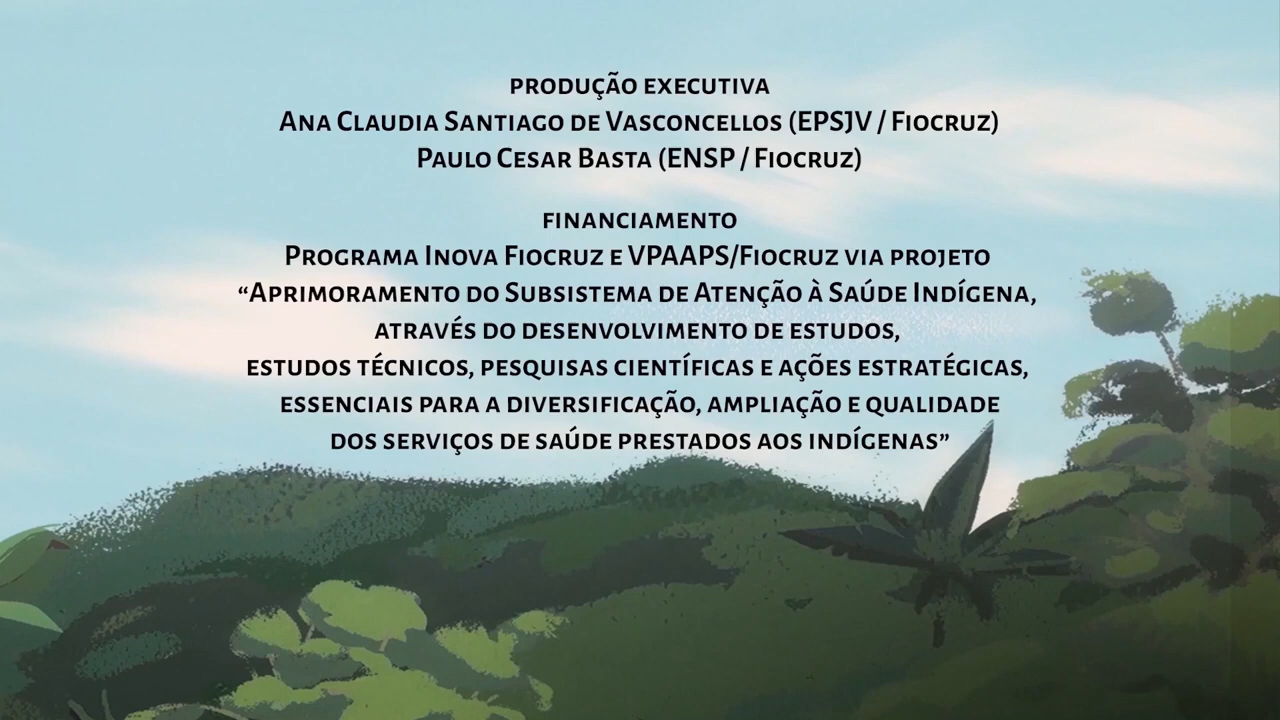 PRODUÇÃO EXECUTIVA
ANA CLAUDIA SANTIAGO DE VASCONCELLOS (EPSJV / FIOCRUZ)
PAULO CESAR BASTA (ENSP / FIOCRUZ)
FINANCIAMENTO
PROGRAMA INOVA FIOCRUZ E VPAAPS/FIOCRUZ VIA PROJETO
“APRIMORAMENTO DO SUBSISTEMA DE ATENÇÃO À SAÚDE INDÍGENA,
ATRAVÉS DO DESENVOLVIMENTO DE ESTUDOS,
ESTUDOS TÉCNICOS, PESQUISAS CIENTÍFICAS E AÇÕES ESTRATÉGICAS,
ESSENCIAIS PARA A DIVERSIFICAÇÃO, AMPLIAÇÃO E QUALIDADE
DOS SERVIÇOS DE SAÚDE PRESTADOS AOS INDÍGENAS”